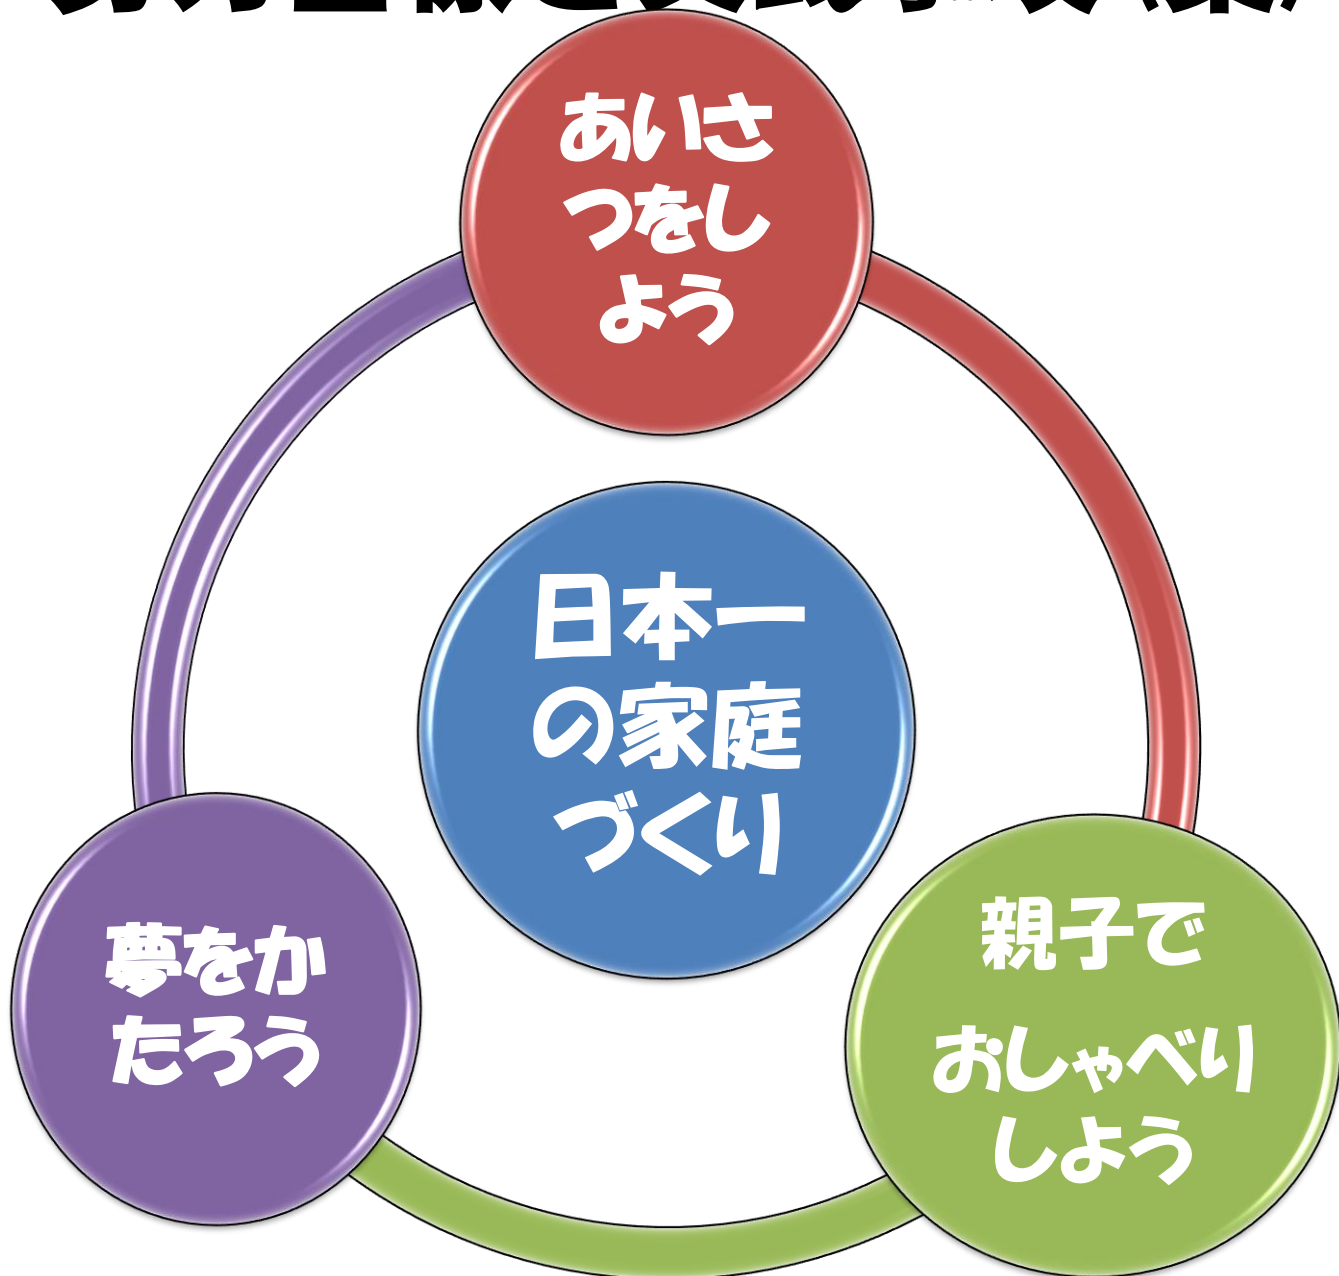 あいさ
つをし
よう
日本一
の家庭
づくり
夢をか
たろう
親子で
おしゃべり
しよう